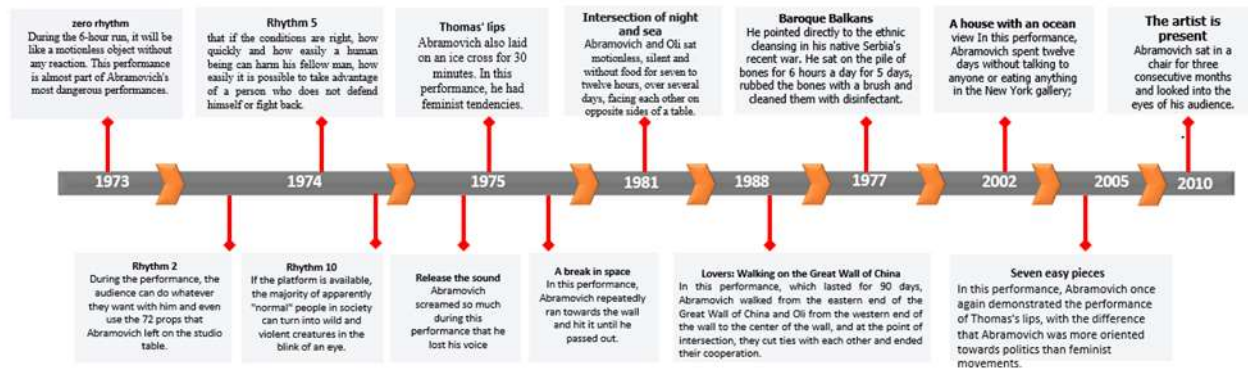 zero rhythm
During the 6-hour run, it will be
like a motionless object without
any reaction. This performance
is almost part of Abramovich's
most dangerous performances.
Rhythm 5
that if the conditions are right, how
quickly and how easily a human
being can harm his fellow man, how
easily it is possible to take advantage
of a person who does not defend
himself or fight back.
Thomas' lips
Abramovich also laid
on an ice cross for 30
minutes. In this
performance, he had
feminist tendencies.
Intersection of night
and sea
Abramovich and Oli sat
motionless, silent and
without food for seven to
twelve hours, over several
days, facing each other on
opposite sides of a table.
Baroque Balkans
He pointed directly to the ethnic
cleansing in his native Serbia's
recent war. He sat on the pile of
bones for 6 hours a day for 5 days,
rubbed the bones with a brush and
cleaned them with disinfectant.
A house with an ocean
view In this performance,
Abramovich spent twelve
days without talking to
anyone or eating anything
in the New York gallery;
The artist is
present
Abramovich sat in a
chair for three
consecutive months
and looked into the
eyes of his audience.
.
1973
1974
1975
1981
1988
1977
2002
2005
2010
Rhythm 2
During the performance, the
audience can do whatever
they want with him and even
use the 72 props that
Abramovich left on the studio
table.
Rhythm 10
If the platform is available,
the majority of apparently
"normal" people in society
can turn into wild and
violent creatures in the
blink of an eye.
Release the sound
Abramovich
screamed so much
during this
performance that he
lost his voice
A break in space
In this performance,
Abramovich repeatedly
ran towards the wall
and hit it until he
passed out.
Lovers: Walking on the Great Wall of China
In this performance, which lasted for 90 days,
Abramovich walked from the eastern end of the
Great Wall of China and Oli from the western end
of the wall to the center of the wall, and at the point of
intersection, they cut ties with each other and ended
their cooperation.
Seven easy pieces
In this performance, Abramovich once
again demonstrated the performance
of Thomas's lips, with the difference
that Abramovich was more oriented
towards politics than feminist
movements.